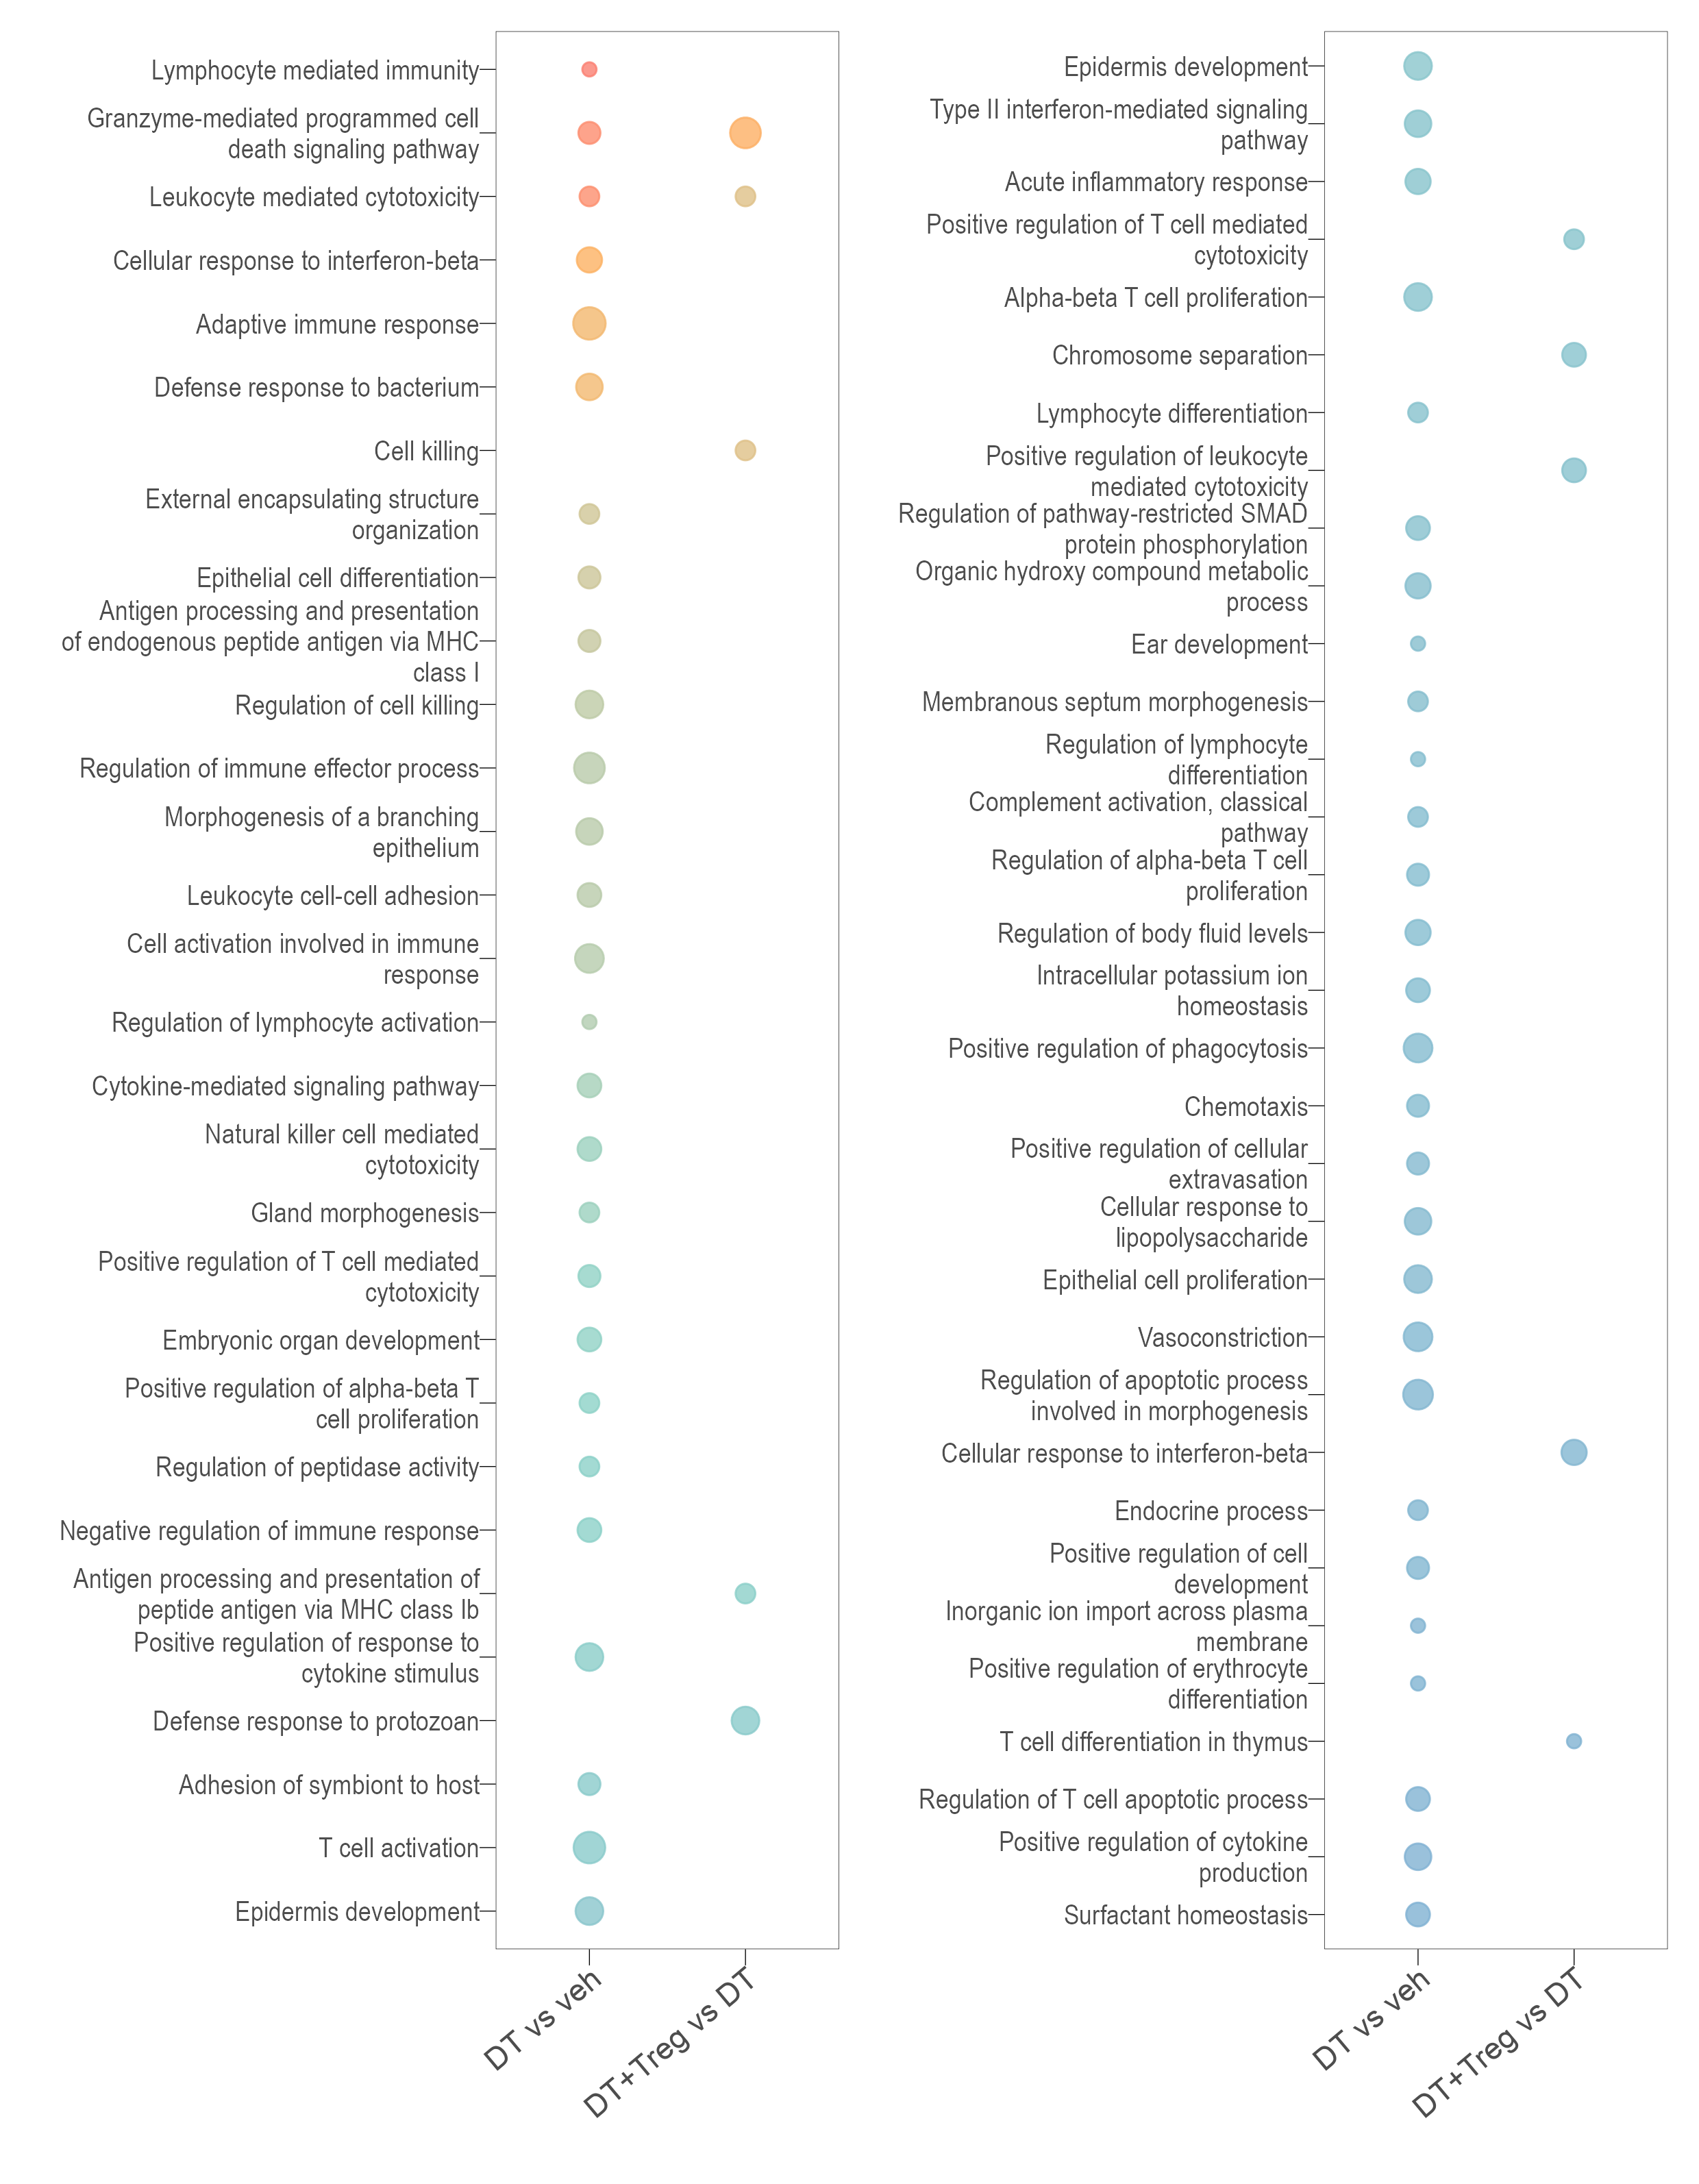 Lymphocyte mediated immunity
Granzyme-mediated programmed cell
death signaling pathway
Leukocyte mediated cytotoxicity
Cellular response to interferon-beta
Adaptive immune response
Defense response to bacterium
Cell killing
External encapsulating structure
organization
Epithelial cell differentiation
Antigen processing and presentation
of endogenous peptide antigen via MHC
class I
Regulation of cell killing
Regulation of immune effector process
Morphogenesis of a branching
epithelium
Leukocyte cell-cell adhesion
Cell activation involved in immune
response
Regulation of lymphocyte activation
Cytokine-mediated signaling pathway
Natural killer cell mediated
cytotoxicity
Gland morphogenesis
Positive regulation of T cell mediated
cytotoxicity
Embryonic organ development
Positive regulation of alpha-beta T
cell proliferation
Regulation of peptidase activity
Negative regulation of immune response
Antigen processing and presentation of
peptide antigen via MHC class Ib
Positive regulation of response to
cytokine stimulus
Defense response to protozoan
Adhesion of symbiont to host
T cell activation
Epidermis development
DT vs veh
DT+Treg vs DT
Epidermis development
Type II interferon-mediated signaling
pathway
Acute inflammatory response
Positive regulation of T cell mediated
cytotoxicity
Alpha-beta T cell proliferation
Chromosome separation
Lymphocyte differentiation
Positive regulation of leukocyte
mediated cytotoxicity
Regulation of pathway-restricted SMAD
protein phosphorylation
Organic hydroxy compound metabolic
process
Ear development
Membranous septum morphogenesis
Regulation of lymphocyte
differentiation
Complement activation, classical
pathway
Regulation of alpha-beta T cell
proliferation
Regulation of body fluid levels
Intracellular potassium ion
homeostasis
Positive regulation of phagocytosis
Chemotaxis
Positive regulation of cellular
extravasation
Cellular response to
lipopolysaccharide
Epithelial cell proliferation
Vasoconstriction
Regulation of apoptotic process
involved in morphogenesis
Cellular response to interferon-beta
Endocrine process
Positive regulation of cell
development
Inorganic ion import across plasma
membrane
Positive regulation of erythrocyte
differentiation
T cell differentiation in thymus
Regulation of T cell apoptotic process
Positive regulation of cytokine
production
Surfactant homeostasis
DT vs veh
DT+Treg vs DT